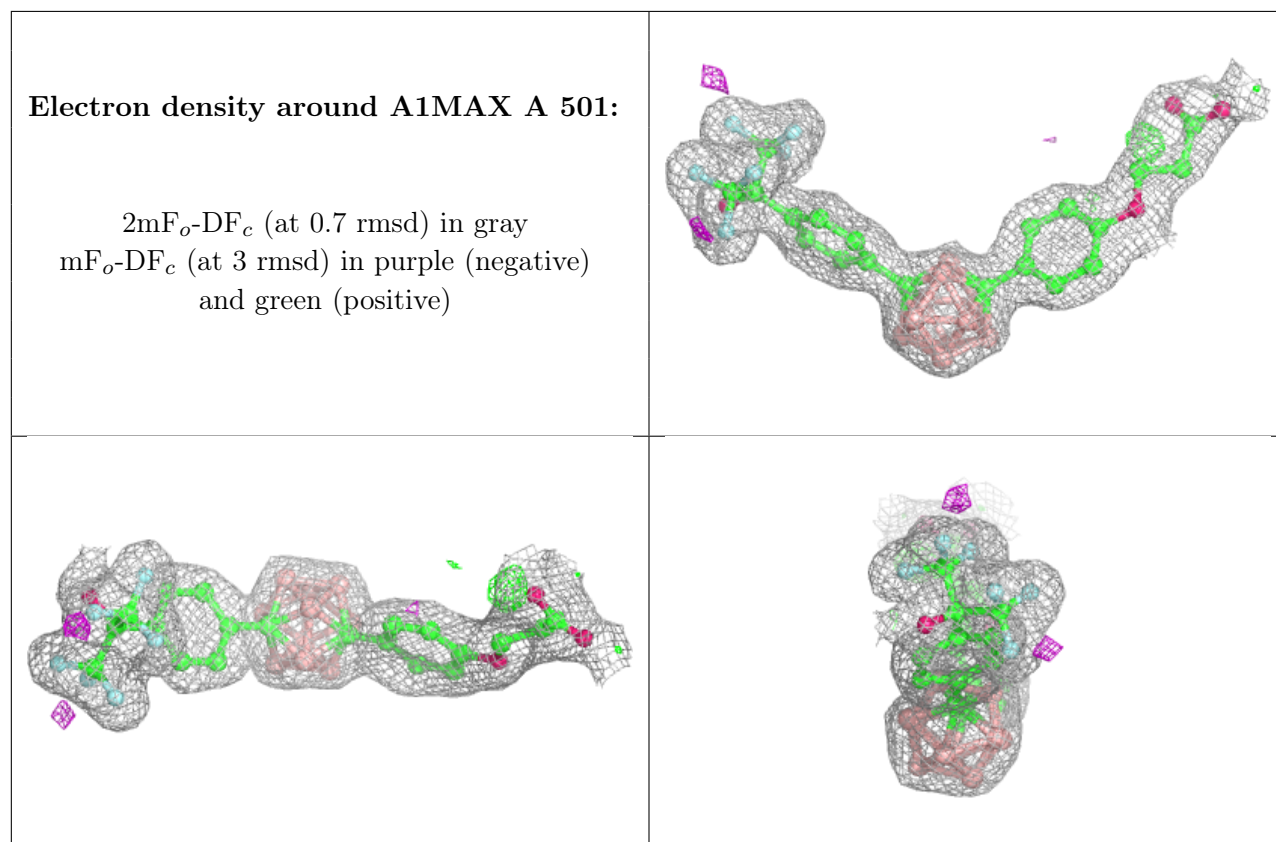 Electron density around A1MAX A 501:
2mFₒ-DF𝒸 (at 0.7 rmsd) in gray
mFₒ-DF𝒸 (at 3 rmsd) in purple (negative)
and green (positive)